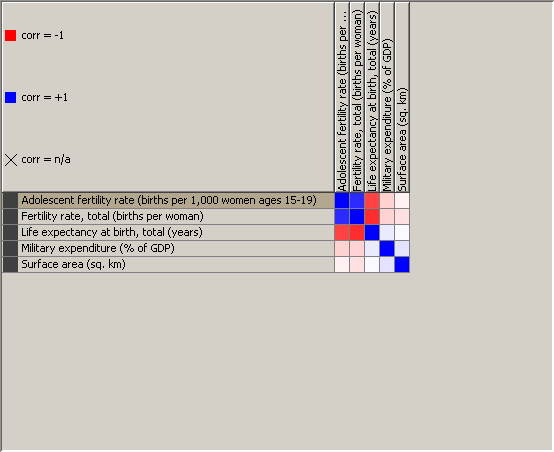 corr = -1
corr = +1
corr = n/a
Adolescent fertility rate (births per ...
Fertility rate, total (births per woman)
Life expectancy at birth, total (years)
Military expenditure (% of GDP)
Surface area (sq. km)
Adolescent fertility rate (births per 1,000 women ages 15-19)
Fertility rate, total (births per woman)
Life expectancy at birth, total (years)
Military expenditure (% of GDP)
Surface area (sq. km)